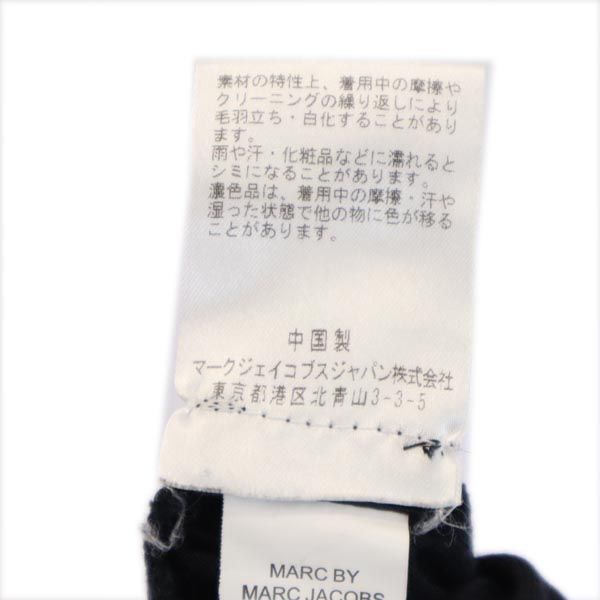 素材の特性上、着用中の摩擦や
クリーニングの繰り返しにより
毛羽立ち・白化することがあり
ます。
雨や汗・化粧品などに濡れると
シミになることがあります。
濃色品は、着用中の摩擦・汗や
湿った状態で他の物に色が移る
ことがあります。
中国製
マークジェイコブスジャパン株式会社
東京都港区北青山3-3-5
MARC BY
MARC JACOBS